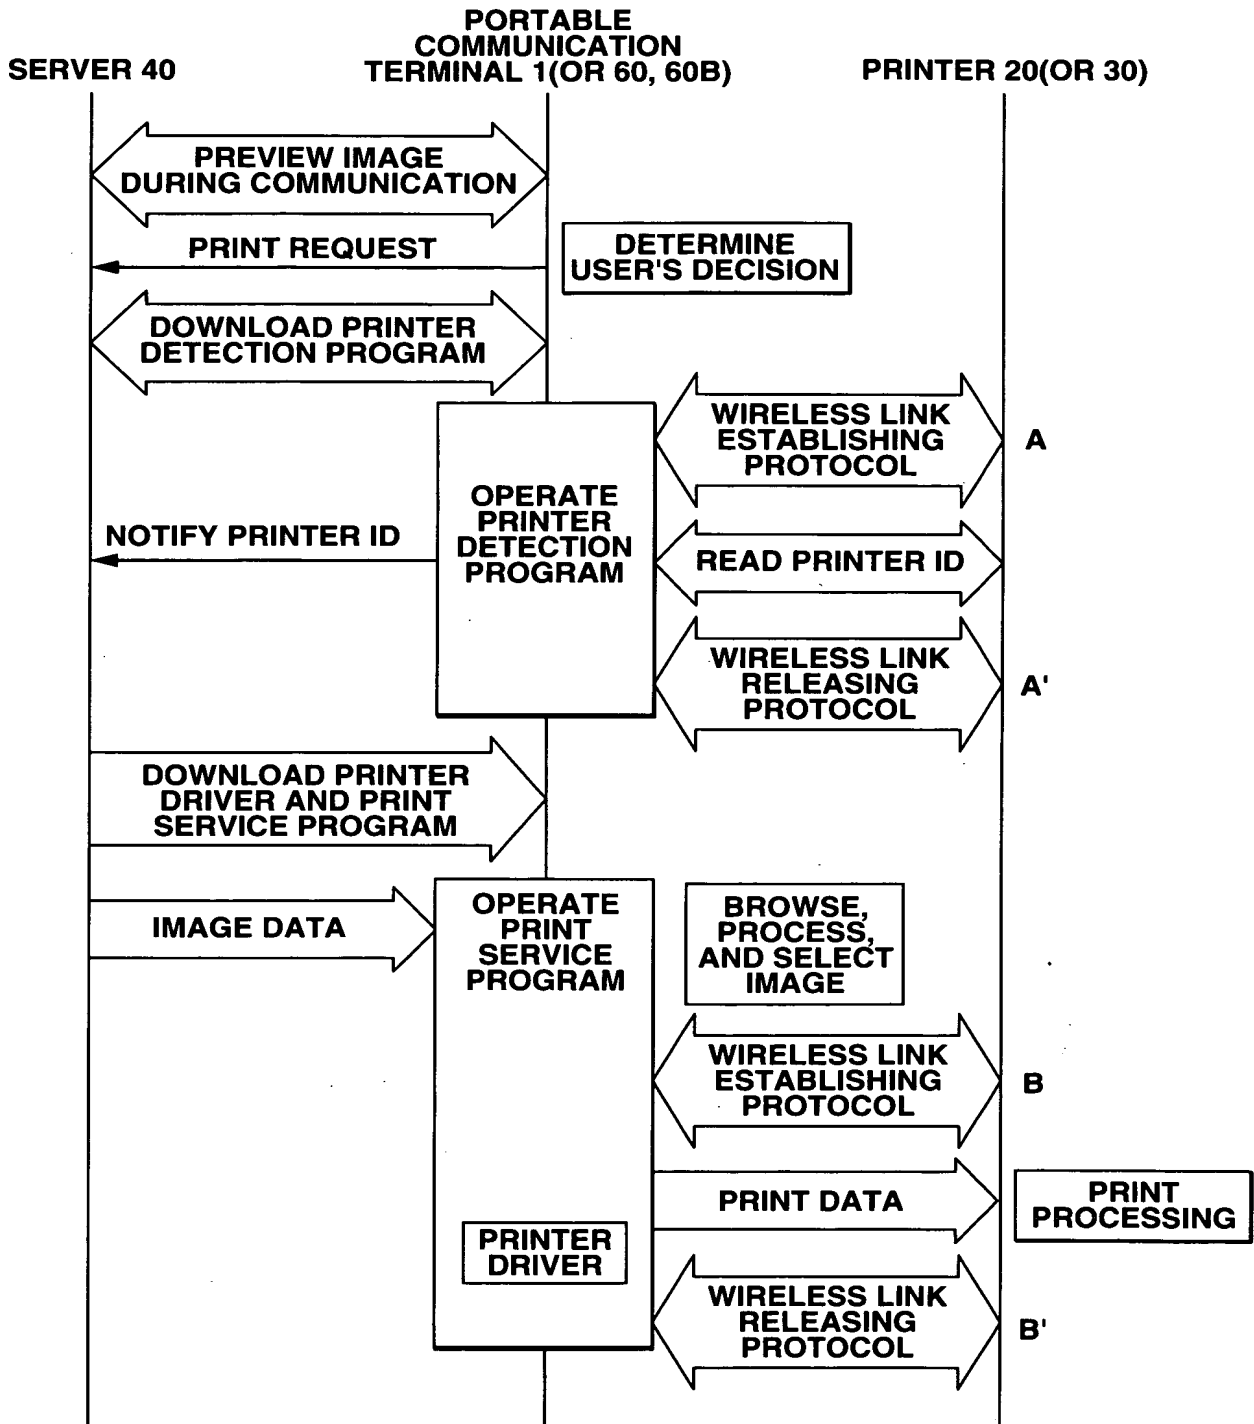 SERVER 40
PORTABLE
COMMUNICATION
TERMINAL 1(OR 60, 60B)
PRINTER 20(OR 30)
PREVIEW IMAGE
DURING COMMUNICATION
PRINT REQUEST
DETERMINE
USER'S DECISION
DOWNLOAD PRINTER
DETECTION PROGRAM
WIRELESS LINK
ESTABLISHING
PROTOCOL
A
OPERATE
PRINTER
DETECTION
PROGRAM
NOTIFY PRINTER ID
READ PRINTER ID
WIRELESS LINK
RELEASING
PROTOCOL
A'
DOWNLOAD PRINTER
DRIVER AND PRINT
SERVICE PROGRAM
IMAGE DATA
OPERATE
PRINT
SERVICE
PROGRAM
BROWSE,
PROCESS,
AND SELECT
IMAGE
WIRELESS LINK
ESTABLISHING
PROTOCOL
B
PRINT DATA
PRINT
PROCESSING
PRINTER
DRIVER
WIRELESS LINK
RELEASING
PROTOCOL
B'